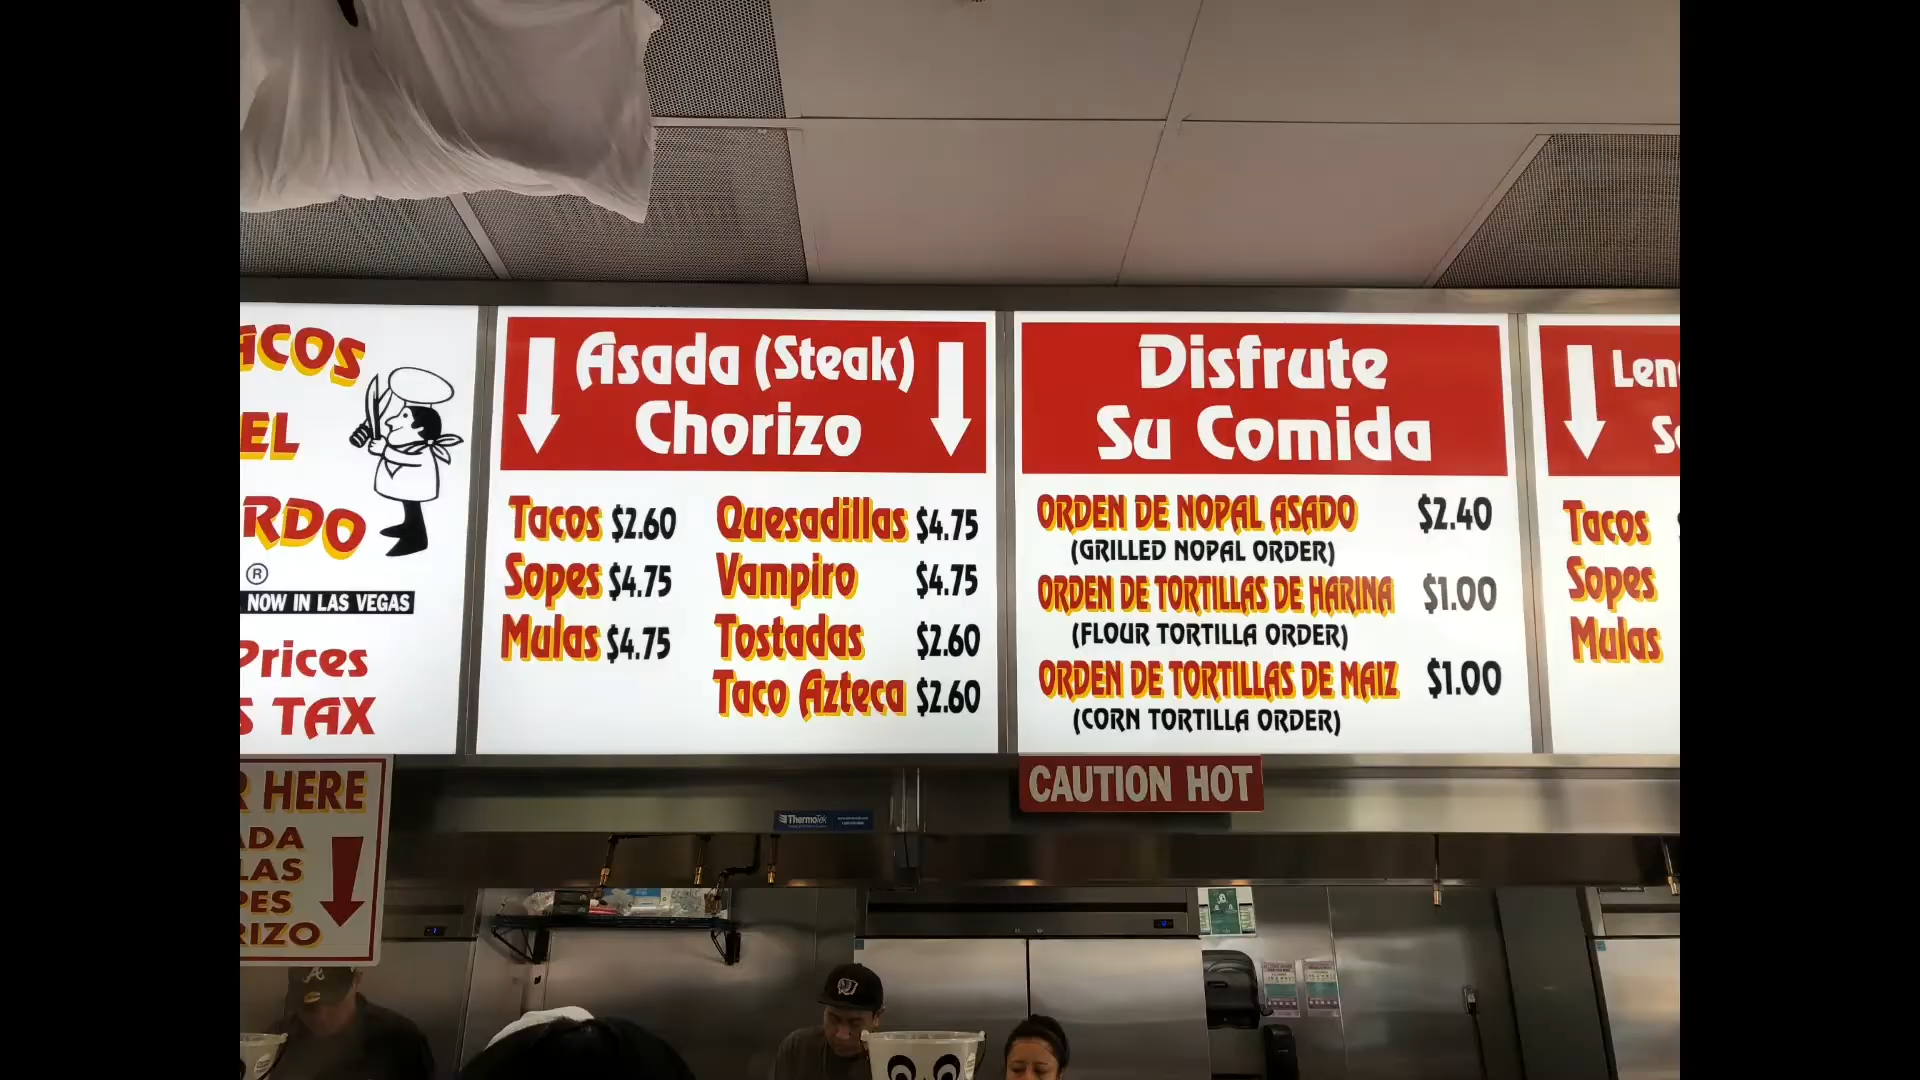 ACOS
EL
RDO
®
NOW IN LAS VEGAS
Prices
S TAX
R HERE
ADA
LAS
PES
RIZO
Asada (Steak)
Chorizo
Tacos $2.60
Sopes $4.75
Mulas $4.75
Quesadillas $4.75
Vampiro $4.75
Tostadas $2.60
Taco Azteca $2.60
Disfrute
Su Comida
ORDEN DE NOPAL ASADO $2.40
(GRILLED NOPAL ORDER)
ORDEN DE TORTILLAS DE HARINA $1.00
(FLOUR TORTILLA ORDER)
ORDEN DE TORTILLAS DE MAIZ $1.00
(CORN TORTILLA ORDER)
Len
Tacos
Sopes
Mulas
CAUTION HOT
ThermoTek
A